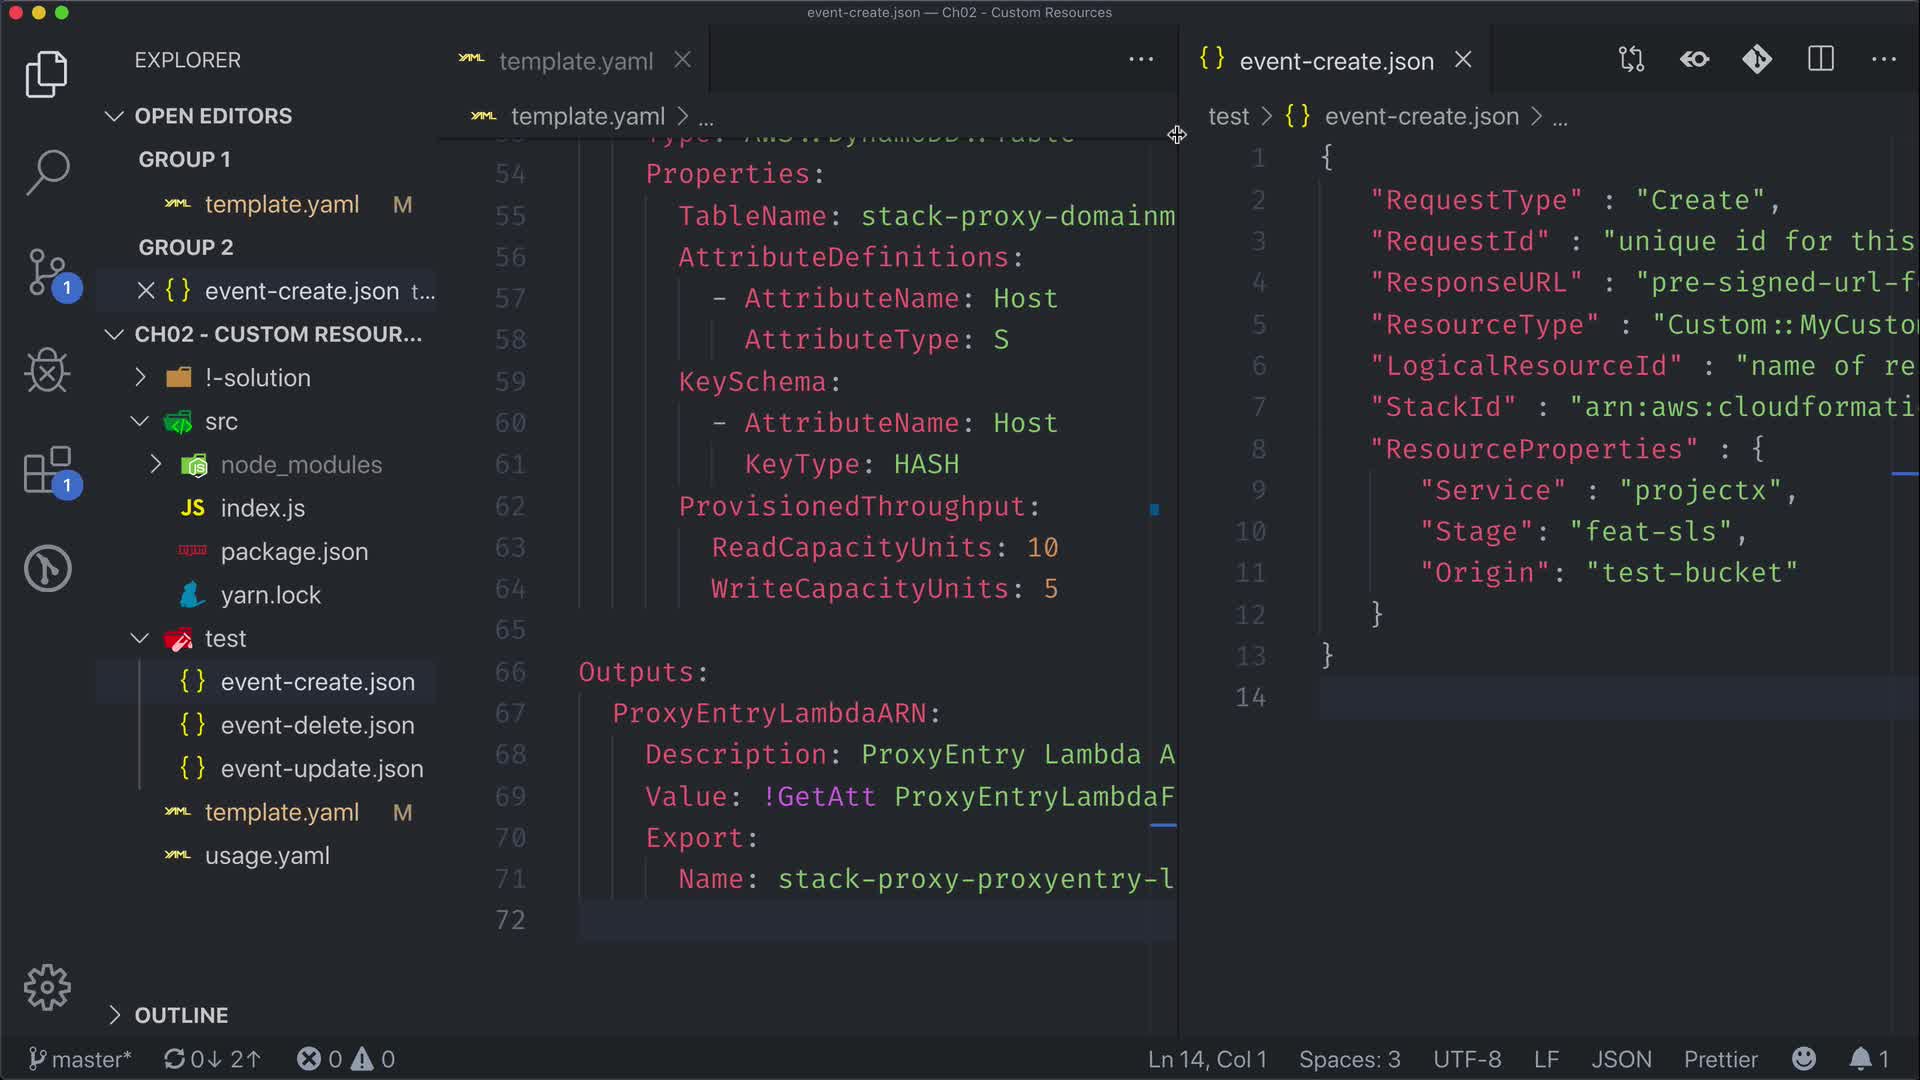 event-create.json — Ch02 - Custom Resources
EXPLORER
OPEN EDITORS
GROUP 1
template.yaml M
GROUP 2
event-create.json t...
CH02 - CUSTOM RESOUR...
!-solution
src
node_modules
JS index.js
package.json
yarn.lock
test
{} event-create.json
{} event-delete.json
{} event-update.json
template.yaml M
usage.yaml
OUTLINE
1
1
template.yaml
template.yaml > ...
54 Properties:
55 TableName: stack-proxy-domainm
56 AttributeDefinitions:
57 - AttributeName: Host
58 AttributeType: S
59 KeySchema:
60 - AttributeName: Host
61 KeyType: HASH
62 ProvisionedThroughput:
63 ReadCapacityUnits: 10
64 WriteCapacityUnits: 5
65
66 Outputs:
67 ProxyEntryLambdaARN:
68 Description: ProxyEntry Lambda A
69 Value: !GetAtt ProxyEntryLambdaF
70 Export:
71 Name: stack-proxy-proxyentry-l
72
{} event-create.json
test > {} event-create.json > ...
1 {
2 "RequestType" : "Create",
3 "RequestId" : "unique id for this
4 "ResponseURL" : "pre-signed-url-f
5 "ResourceType" : "Custom::MyCusto
6 "LogicalResourceId" : "name of re
7 "StackId" : "arn:aws:cloudformati
8 "ResourceProperties" : {
9 "Service" : "projectx",
10 "Stage": "feat-sls",
11 "Origin": "test-bucket"
12 }
13 }
14
master* 0↓ 2↑ 0 0
Ln 14, Col 1 Spaces: 3 UTF-8 LF JSON Prettier 1